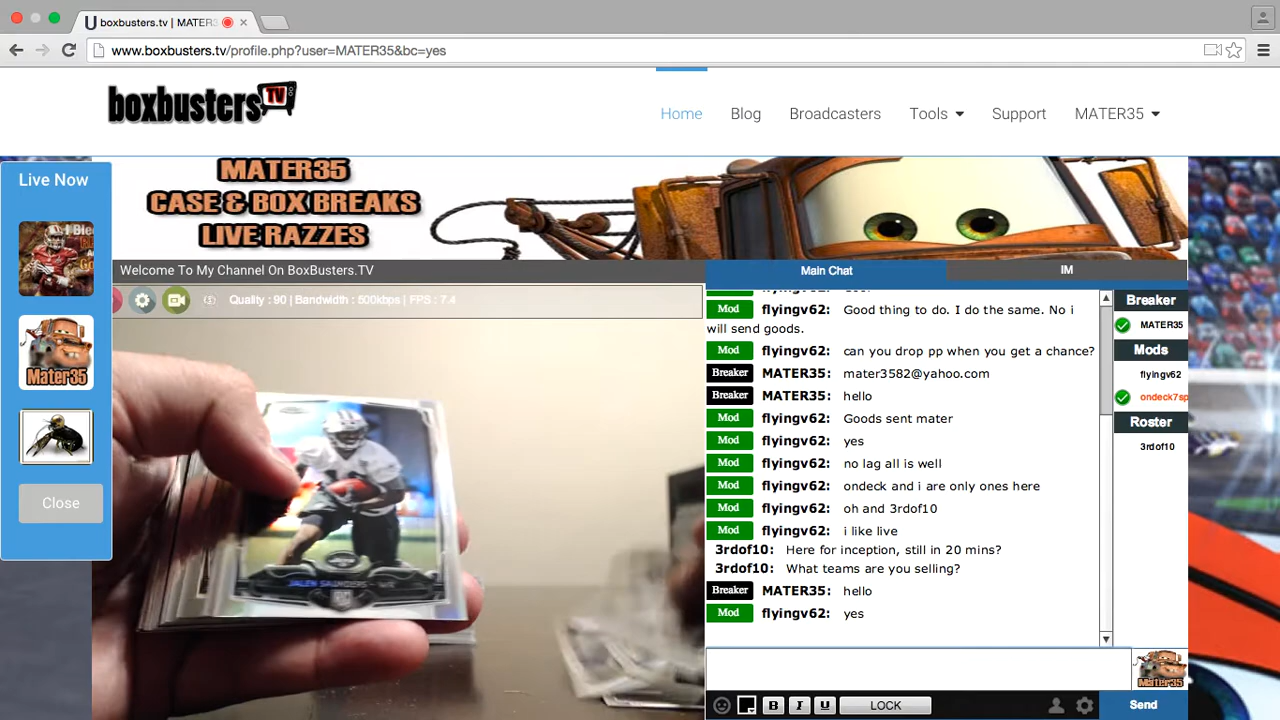 boxbusters.tv | MATER3
www.boxbusters.tv/profile.php?user=MATER35&bc=yes
boxbusters TV
Home Blog Broadcasters Tools Support MATER35
Live Now
MATER35
CASE & BOX BREAKS
LIVE RAZZES
Welcome To My Channel On BoxBusters.TV
Main Chat IM
Quality : 90 | Bandwidth : 500kbps | FPS : 7.4
Breaker
Mod flyingv62: Good thing to do. I do the same. No i
will send goods.
MATER35
Mods
Mod flyingv62: can you drop pp when you get a chance?
Breaker MATER35: mater3582@yahoo.com
flyingv62
Breaker MATER35: hello
ondeck7sp
Mod flyingv62: Goods sent mater
Roster
Mod flyingv62: yes
3rdof10
Mod flyingv62: no lag all is well
Mod flyingv62: ondeck and i are only ones here
Mod flyingv62: oh and 3rdof10
Mod flyingv62: i like live
3rdof10: Here for inception, still in 20 mins?
3rdof10: What teams are you selling?
Breaker MATER35: hello
Mod flyingv62: yes
Mater35
Close
JALEN SAUNDERS
Mater35
B I U LOCK Send